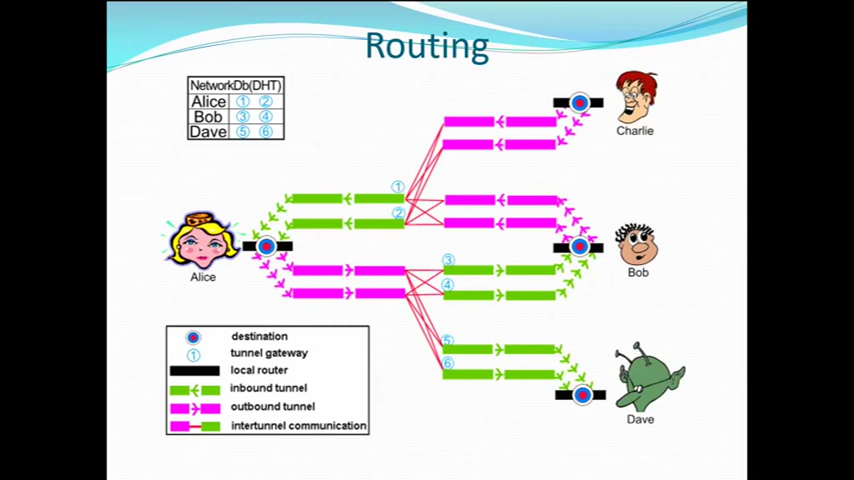 Routing
NetworkDb(DHT)
Alice 1 2
Bob 3 4
Dave 5 6
Charlie
1
2
Alice
3
4
Bob
5
6
Dave
destination
1 tunnel gateway
local router
inbound tunnel
outbound tunnel
intertunnel communication